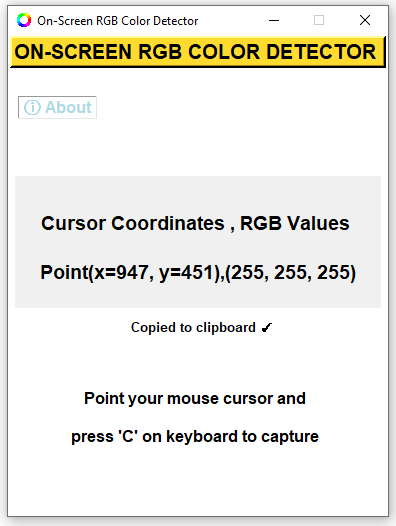 On-Screen RGB Color Detector
ON-SCREEN RGB COLOR DETECTOR
ⓘ About
Cursor Coordinates , RGB Values
Point(x=947, y=451),(255, 255, 255)
Copied to clipboard ✓
Point your mouse cursor and
press 'C' on keyboard to capture